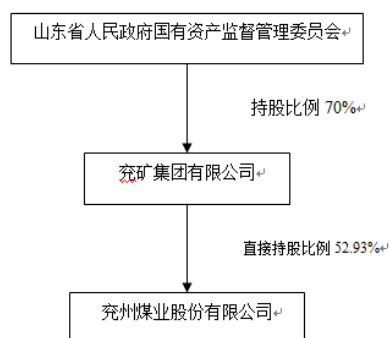 山东省人民政府国有资产监督管理委员会
持股比例 70%
兖矿集团有限公司
直接持股比例 52.93%
兖州煤业股份有限公司